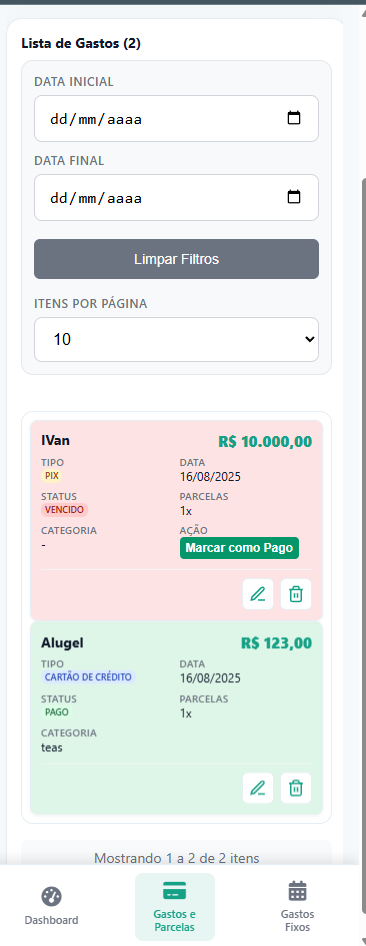 Lista de Gastos (2)
DATA INICIAL
dd/mm/aaaa
DATA FINAL
dd/mm/aaaa
Limpar Filtros
ITENS POR PÁGINA
10
IVan R$ 10.000,00
TIPO DATA
PIX 16/08/2025
STATUS PARCELAS
VENCIDO 1x
CATEGORIA AÇÃO
- Marcar como Pago
Alugel R$ 123,00
TIPO DATA
CARTÃO DE CRÉDITO 16/08/2025
STATUS PARCELAS
PAGO 1x
CATEGORIA
teas
Mostrando 1 a 2 de 2 itens
Dashboard
Gastos e
Parcelas
Gastos
Fixos